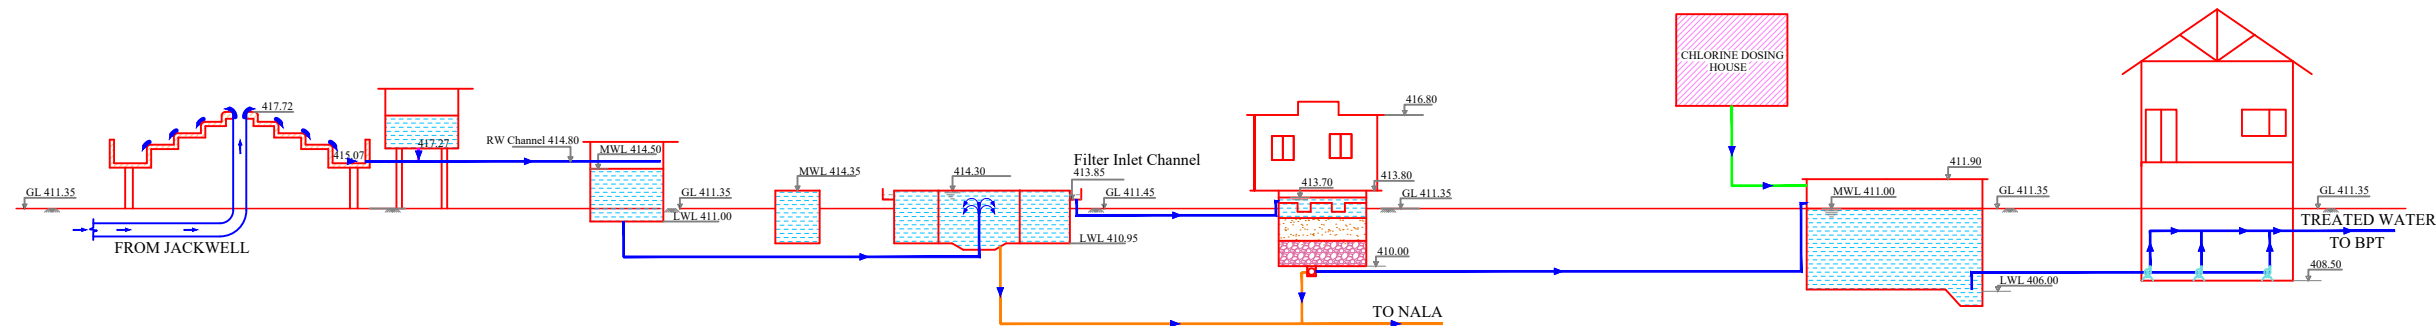 GL 411.35
FROM JACKWELL
417.72
415.07
417.27
RW Channel 414.80
MWL 414.50
GL 411.35
LWL 411.00
MWL 414.35
414.30
Filter Inlet Channel
413.85
GL 411.45
LWL 410.95
416.80
413.70
413.80
GL 411.35
410.00
TO NALA
CHLORINE DOSING
HOUSE
411.90
MWL 411.00
GL 411.35
LWL 406.00
GL 411.35
TREATED WATER
TO BPT
408.50